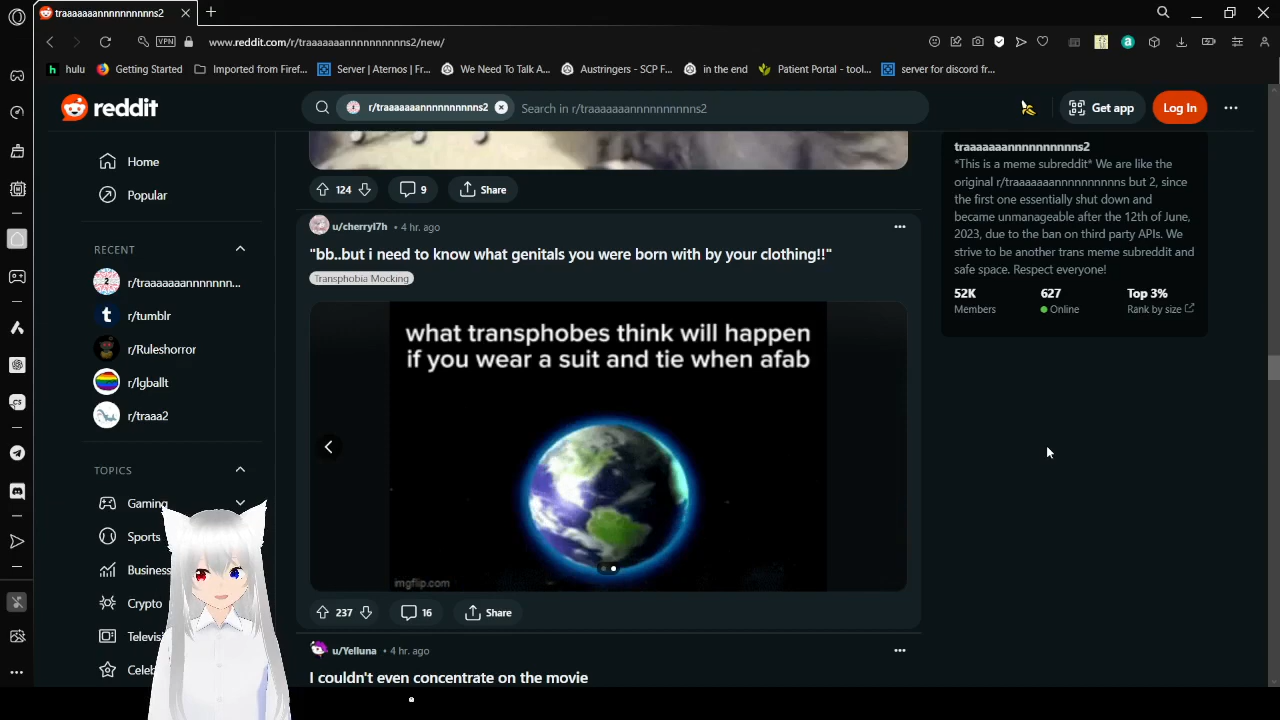 traaaaaaannnnnnnnnns2
www.reddit.com/r/traaaaaaannnnnnnnnns2/new/
VPN
hulu
Getting Started
Imported from Firef...
Server | Aternos | Fr...
We Need To Talk A...
Austringers - SCP F...
in the end
Patient Portal - tool...
server for discord fr...
reddit
r/traaaaaaannnnnnnnnns2
Search in r/traaaaaaannnnnnnnnns2
Get app
Log In
Home
Popular
RECENT
r/traaaaaaannnnnnn...
r/tumblr
r/Ruleshorror
r/lgballt
r/traaa2
TOPICS
Gaming
Sports
Business
Crypto
Televisi
Celeb
124
9
Share
u/cherryl7h • 4 hr. ago
"bb..but i need to know what genitals you were born with by your clothing!!"
Transphobia Mocking
what transphobes think will happen
if you wear a suit and tie when afab
imgflip.com
237
16
Share
u/Yelluna • 4 hr. ago
I couldn't even concentrate on the movie
traaaaaaannnnnnnnnns2
*This is a meme subreddit* We are like the
original r/traaaaaaannnnnnnnnns but 2, since
the first one essentially shut down and
became unmanageable after the 12th of June,
2023, due to the ban on third party APIs. We
strive to be another trans meme subreddit and
safe space. Respect everyone!
52K
627
Top 3%
Members
Online
Rank by size